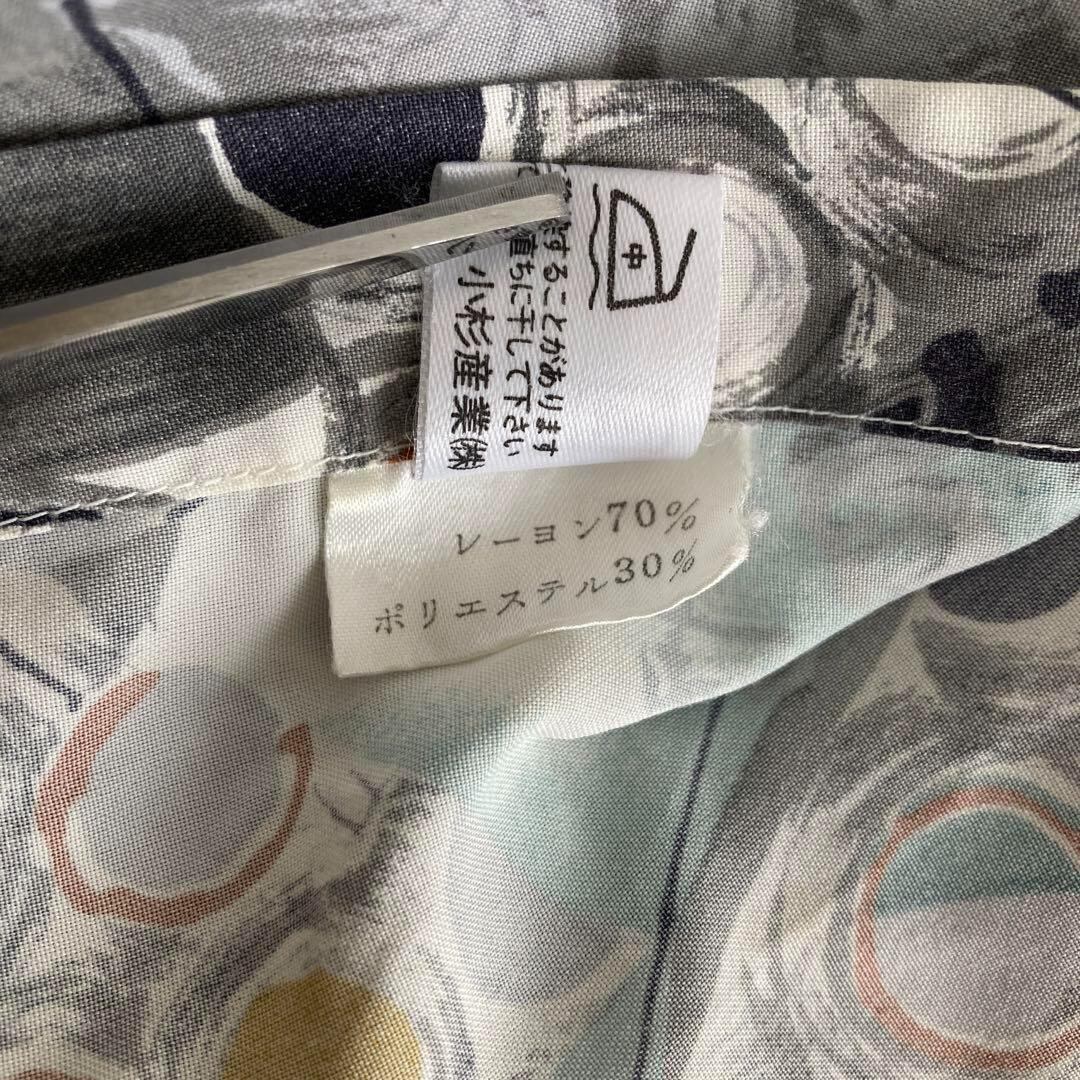 中
することがあります
直ちに干して下さい
小杉産業㈱
レーヨン70%
ポリエステル30%